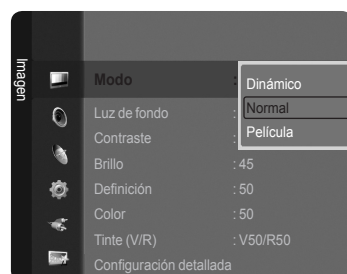 Imagen
Modo :
Dinámico
Normal
Película
Luz de fondo :
Contraste :
Brillo : 45
Definición : 50
Color : 50
Tinte (V/R) : V50/R50
Configuración detallada